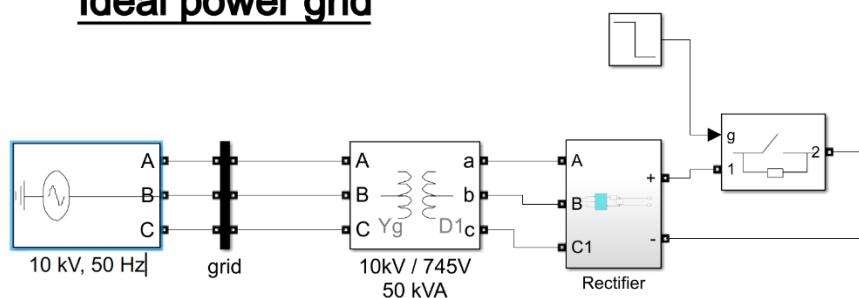 Ideal power grid
g
1
2
A
B
C
A
B
C
A
B
C
Yg
D1
a
b
c
A
B
C1
+
-
10 kV, 50 Hz
grid
10kV / 745V
50 kVA
Rectifier